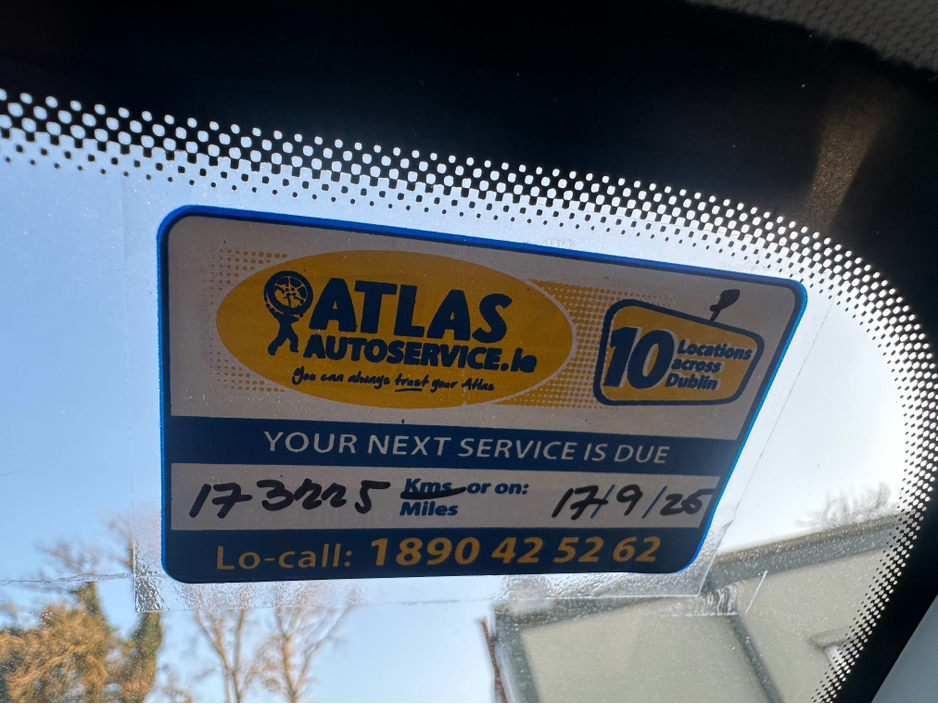 ATLAS
AUTOSERVICE.ie
You can always trust your Atlas
10 Locations
across
Dublin
YOUR NEXT SERVICE IS DUE
173225 Kms or on: 17/9/26
Miles
Lo-call: 1890 42 52 62